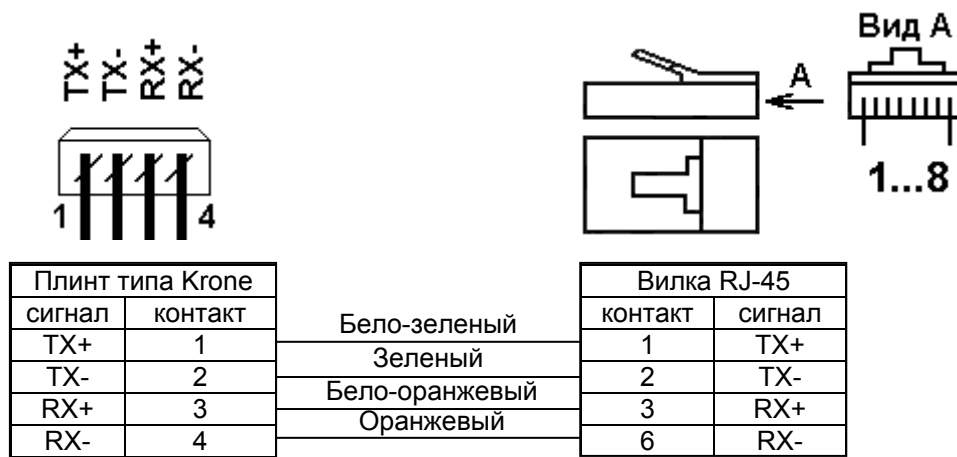 TX+ TX- RX+ RX-
1 4
A
Вид А
1...8
Плинт типа Krone
сигнал контакт
TX+ 1
TX- 2
RX+ 3
RX- 4
Бело-зеленый
Зеленый
Бело-оранжевый
Оранжевый
Вилка RJ-45
контакт сигнал
1 TX+
2 TX-
3 RX+
6 RX-